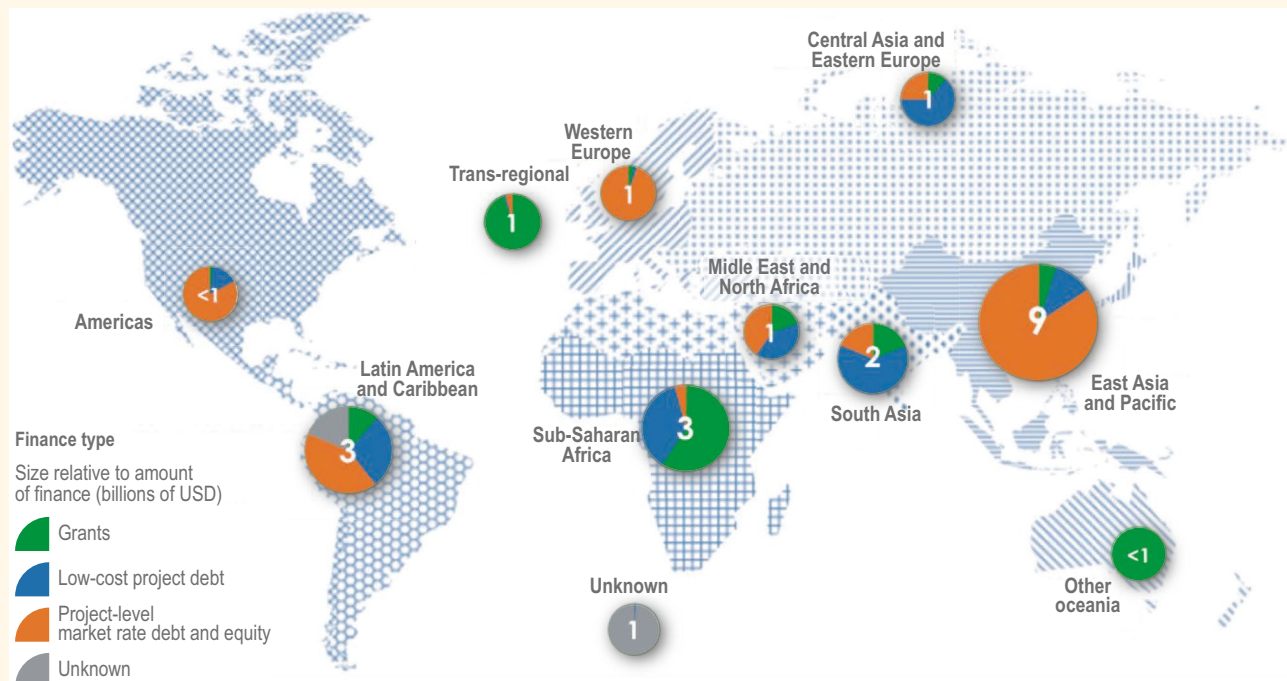 Central Asia and
Eastern Europe
1
Western
Europe
1
Trans-regional
1
Middle East and
North Africa
1
<1
Americas
9
East Asia
and Pacific
2
South Asia
Latin America
and Caribbean
3
Sub-Saharan
Africa
3
Finance type
Size relative to amount
of finance (billions of USD)
Grants
Low-cost project debt
Project-level
market rate debt and equity
Unknown
Unknown
1
<1
Other
oceania